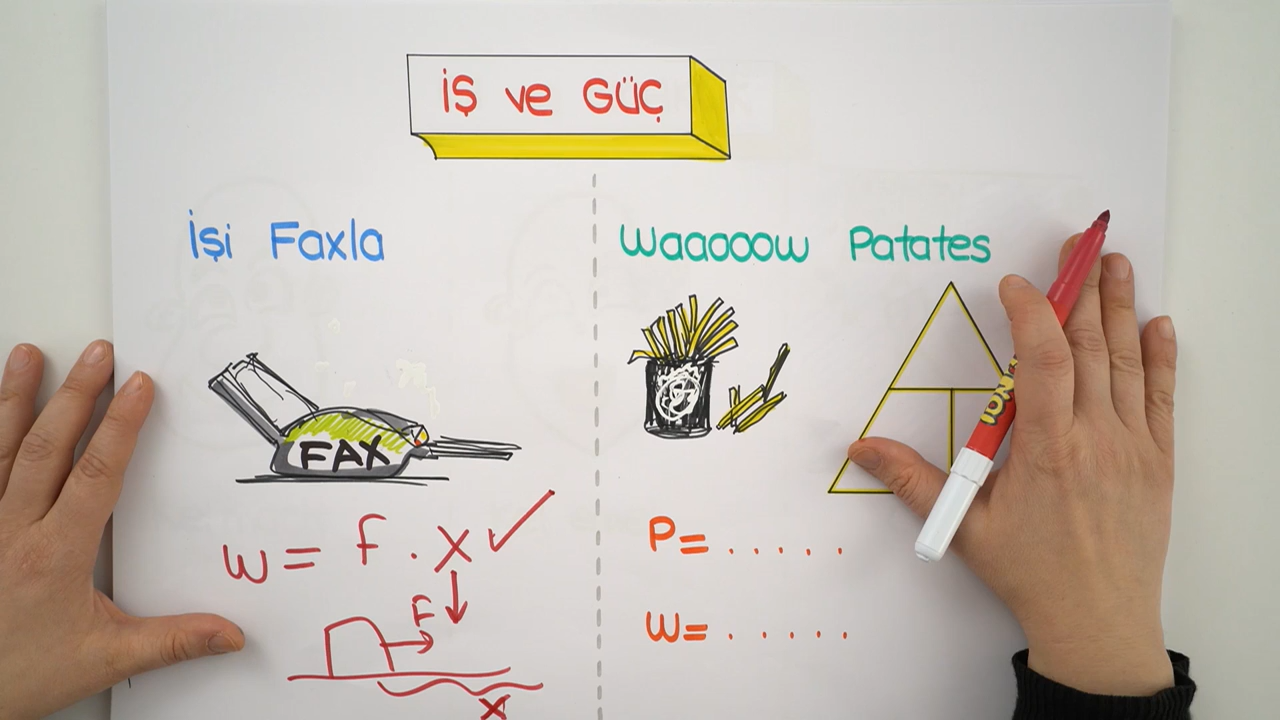 İŞ ve GÜÇ
İşi Faxla
FAX
W = F . X
F
X
Waaooow Patates
P= . . . . .
W= . . . . .